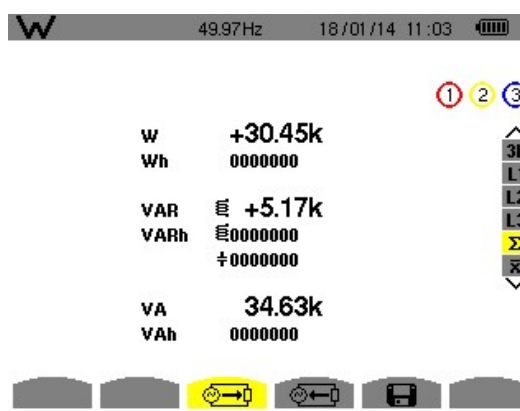 W 49.97Hz 18/01/14 11:03
1 2 3
W +30.45k
Wh 0000000
VAR +5.17k
VARh 0000000
0000000
VA 34.63k
VAh 0000000
L1
L2
L3
Σ
x̅